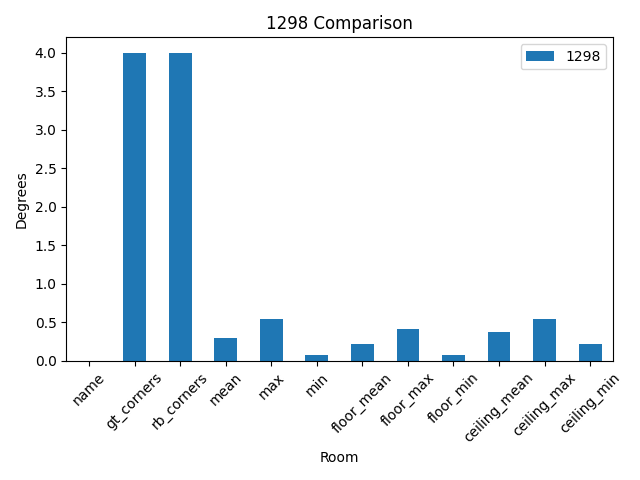 1298 Comparison
1298
Degrees
4.0
3.5
3.0
2.5
2.0
1.5
1.0
0.5
0.0
name
gt_corners
rb_corners
mean
max
min
floor_mean
floor_max
floor_min
ceiling_mean
ceiling_max
ceiling_min
Room